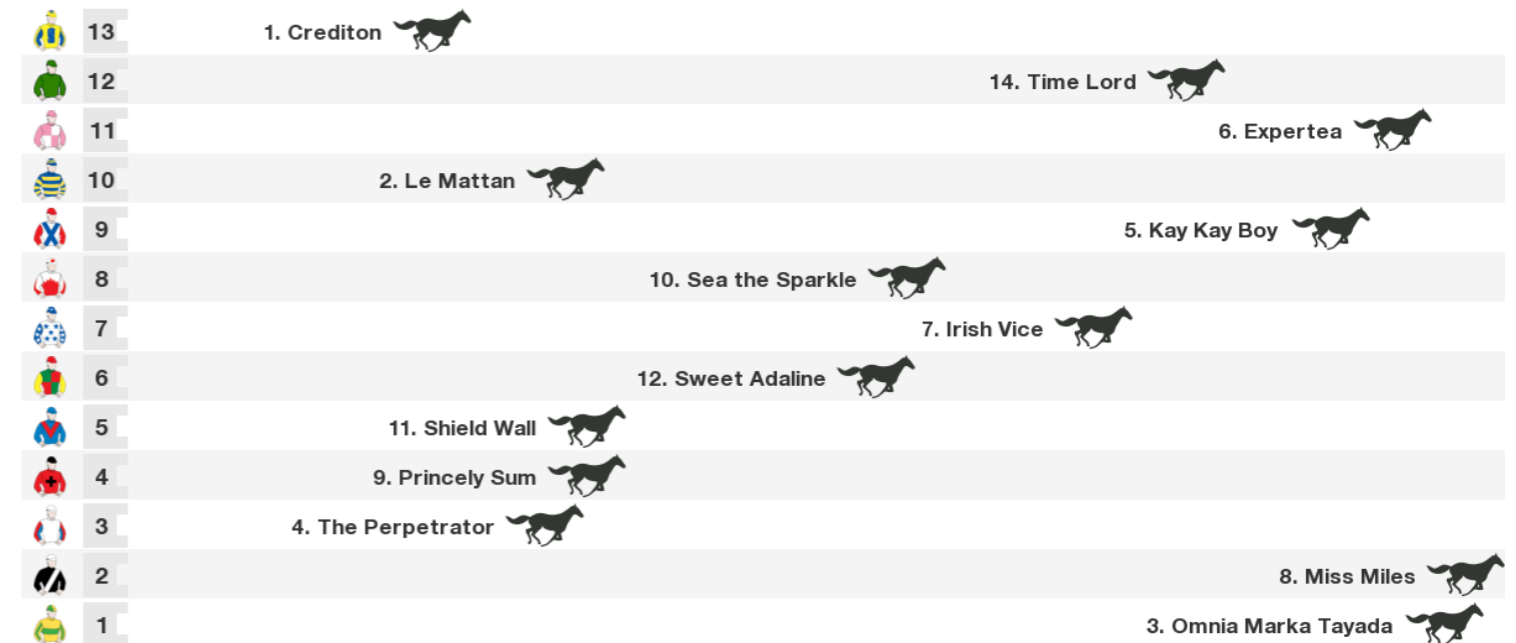 13 1. Crediton
12 14. Time Lord
11 6. Expertea
10 2. Le Mattan
9 5. Kay Kay Boy
8 10. Sea the Sparkle
7 7. Irish Vice
6 12. Sweet Adaline
5 11. Shield Wall
4 9. Princely Sum
3 4. The Perpetrator
2 8. Miss Miles
1 3. Omnia Marka Tayada